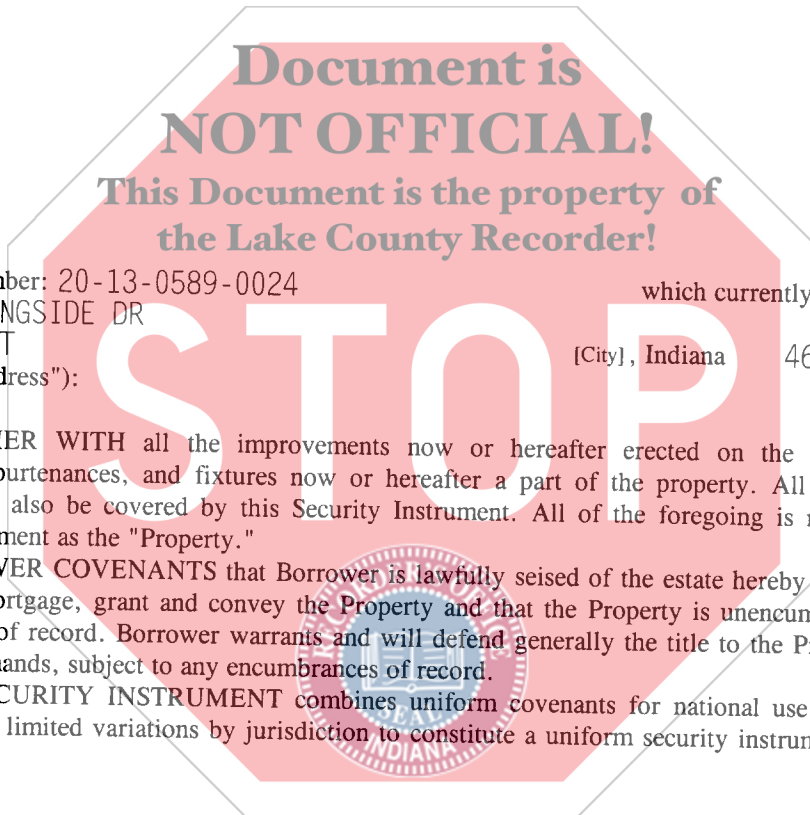 Document is
NOT OFFICIAL!
This Document is the property of
the Lake County Recorder!
nber: 20-13-0589-0024 which currently
NGSIDE DR
T [City], Indiana 46
dress"):
STOP
ER WITH all the improvements now or hereafter erected on the
purtenances, and fixtures now or hereafter a part of the property. All
also be covered by this Security Instrument. All of the foregoing is
ment as the "Property."
VER COVENANTS that Borrower is lawfully seised of the estate hereby
ortgage, grant and convey the Property and that the Property is unencum
of record. Borrower warrants and will defend generally the title to the P
nands, subject to any encumbrances of record.
CURITY INSTRUMENT combines uniform covenants for national use
limited variations by jurisdiction to constitute a uniform security instrum
SEAL
INDIANA